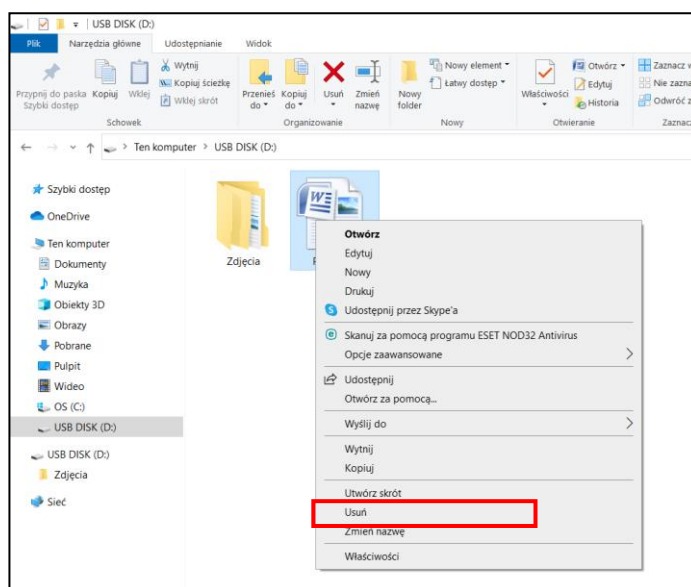 USB DISK (D:)
Plik Narzędzia główne Udostępnianie Widok
Przypnij do paska Szybki dostęp
Kopiuj
Wklej
Wytnij
Kopiuj ścieżkę
Wklej skrót
Schowek
Przenieś do
Kopiuj do
Usuń
Zmień nazwę
Organizowanie
Nowy folder
Nowy element
Łatwy dostęp
Nowy
Właściwości
Otwórz
Edytuj
Historia
Otwieranie
Zaznacz
Nie
Odwróć
Ten komputer > USB DISK (D:)
Szybki dostęp
OneDrive
Ten komputer
Dokumenty
Muzyka
Obiekty 3D
Obrazy
Pobrane
Pulpit
Wideo
OS (C:)
USB DISK (D:)
USB DISK (D:)
Zdjęcia
Sieć
Zdjęcia
Otwórz
Edytuj
Nowy
Drukuj
Udostępnij przez Skype'a
Skanuj za pomocą programu ESET NOD32 Antivirus
Opcje zaawansowane
Udostępnij
Otwórz za pomocą...
Wyślij do
Wytnij
Kopiuj
Utwórz skrót
Usuń
Zmień nazwę
Właściwości